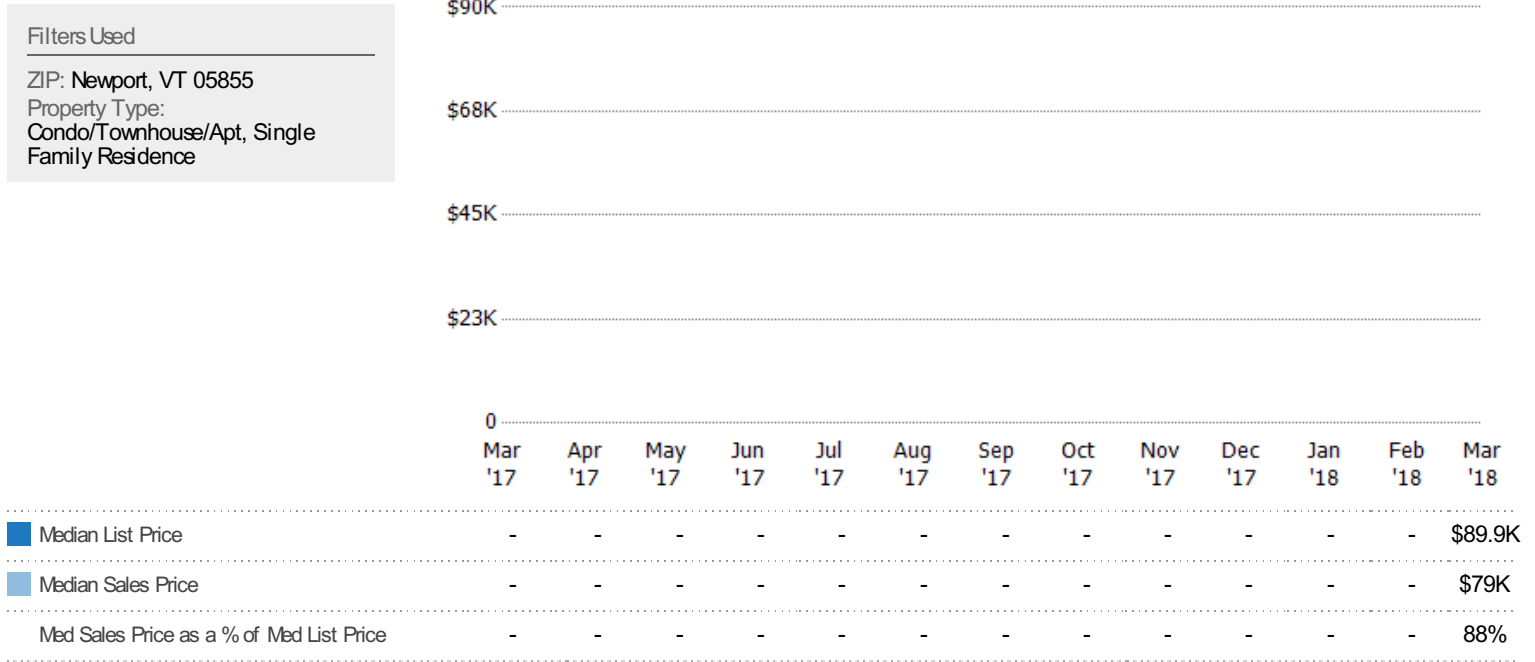 Filters Used
ZIP: Newport, VT 05855
Property Type:
Condo/Townhouse/Apt, Single
Family Residence
$90K
$68K
$45K
$23K
0
Mar Apr May Jun Jul Aug Sep Oct Nov Dec Jan Feb Mar
'17 '17 '17 '17 '17 '17 '17 '17 '17 '17 '18 '18 '18
Median List Price - - - - - - - - - - - - $89.9K
Median Sales Price - - - - - - - - - - - - $79K
Med Sales Price as a % of Med List Price - - - - - - - - - - - - 88%